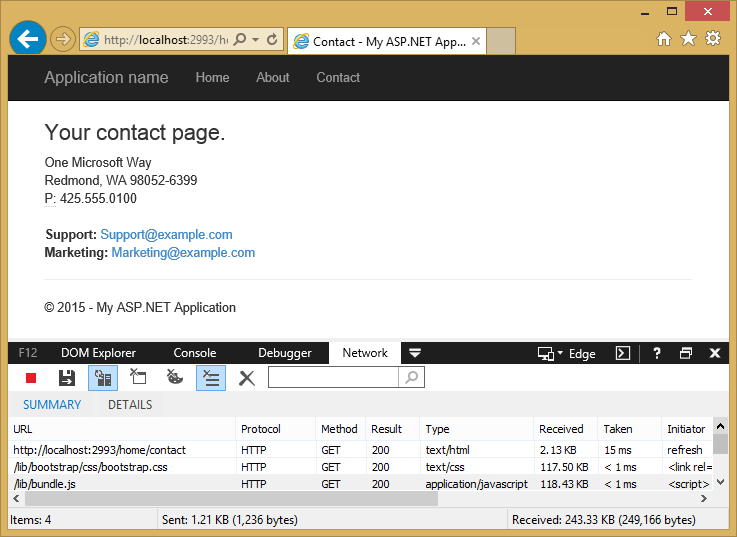 http://localhost:2993/h
Contact - My ASP.NET App...
Application name Home About Contact
Your contact page.
One Microsoft Way
Redmond, WA 98052-6399
P: 425.555.0100
Support: Support@example.com
Marketing: Marketing@example.com
© 2015 - My ASP.NET Application
F12 DOM Explorer Console Debugger Network Edge ?
SUMMARY DETAILS
URL Protocol Method Result Type Received Taken Initiator
http://localhost:2993/home/contact HTTP GET 200 text/html 2.13 KB 15 ms refresh
/lib/bootstrap/css/bootstrap.css HTTP GET 200 text/css 117.50 KB < 1 ms <link rel=
/lib/bundle.js HTTP GET 200 application/javascript 118.43 KB < 1 ms <script>
Items: 4 Sent: 1.21 KB (1,236 bytes) Received: 243.33 KB (249,166 bytes)